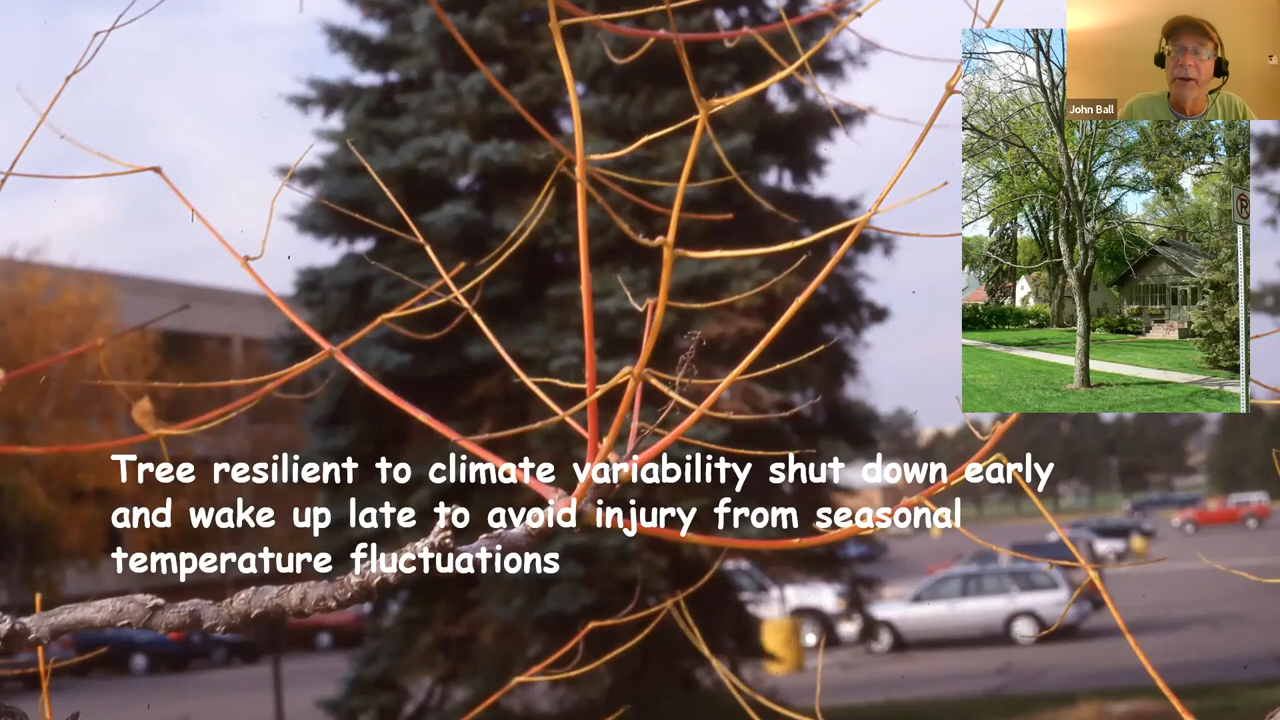 John Ball
P
Tree resilient to climate variability shut down early
and wake up late to avoid injury from seasonal
temperature fluctuations